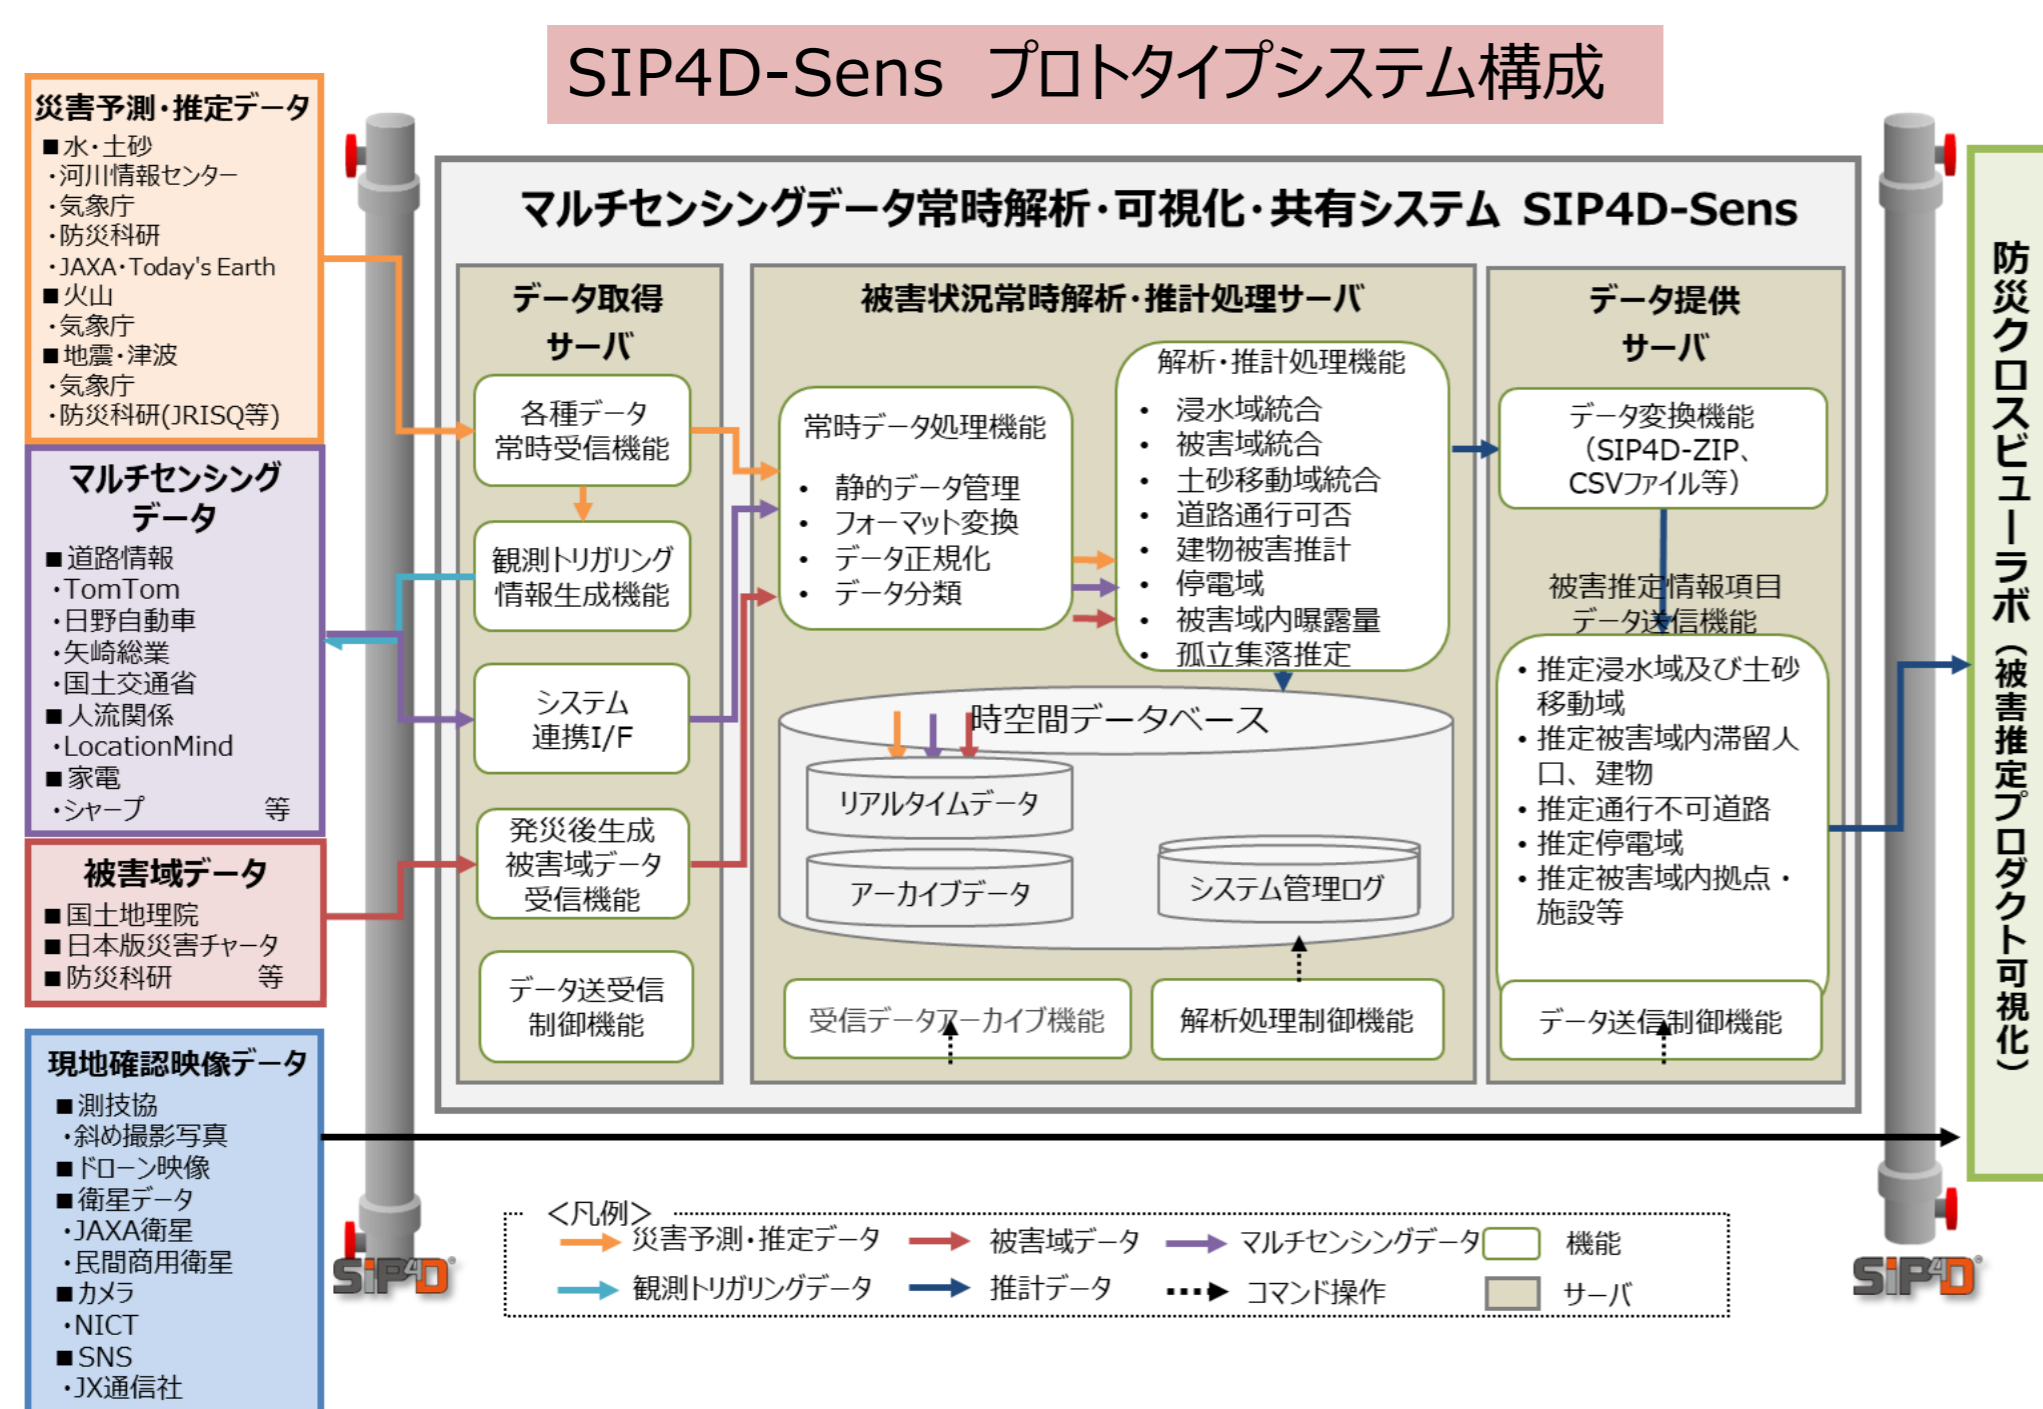 SIP4D-Sens プロトタイプシステム構成
災害予測・推定データ
■水・土砂
・河川情報センター
・気象庁
・防災科研
・JAXA・Today's Earth
■火山
・気象庁
■地震・津波
・気象庁
・防災科研(JRISQ等)
マルチセンシング
データ
■道路情報
・TomTom
・日野自動車
・矢崎総業
・国土交通省
■人流関係
・LocationMind
■家電
・シャープ 等
被害域データ
■国土地理院
■日本版災害チャータ
■防災科研 等
現地確認映像データ
■測技協
・斜め撮影写真
■ドローン映像
■衛星データ
・JAXA衛星
・民間商用衛星
■カメラ
・NICT
■SNS
・JX通信社
SiP4D®
マルチセンシングデータ常時解析・可視化・共有システム SIP4D-Sens
データ取得
サーバ
各種データ
常時受信機能
観測トリガリング
情報生成機能
システム
連携I/F
発災後生成
被害域データ
受信機能
データ送受信
制御機能
被害状況常時解析・推計処理サーバ
常時データ処理機能
• 静的データ管理
• フォーマット変換
• データ正規化
• データ分類
解析・推計処理機能
• 浸水域統合
• 被害域統合
• 土砂移動域統合
• 道路通行可否
• 建物被害推計
• 停電域
• 被害域内曝露量
• 孤立集落推定
時空間データベース
リアルタイムデータ
アーカイブデータ
システム管理ログ
受信データアーカイブ機能
解析処理制御機能
データ提供
サーバ
データ変換機能
（SIP4D-ZIP、
CSVファイル等）
被害推定情報項目
データ送信機能
• 推定浸水域及び土砂
移動域
• 推定被害域内滞留人
口、建物
• 推定通行不可道路
• 推定停電域
• 推定被害域内拠点・
施設等
データ送信制御機能
防災クロスビューラボ（被害推定プロダクト可視化）
SiP4D®
＜凡例＞
災害予測・推定データ
被害域データ
マルチセンシングデータ
機能
観測トリガリングデータ
推計データ
コマンド操作
サーバ